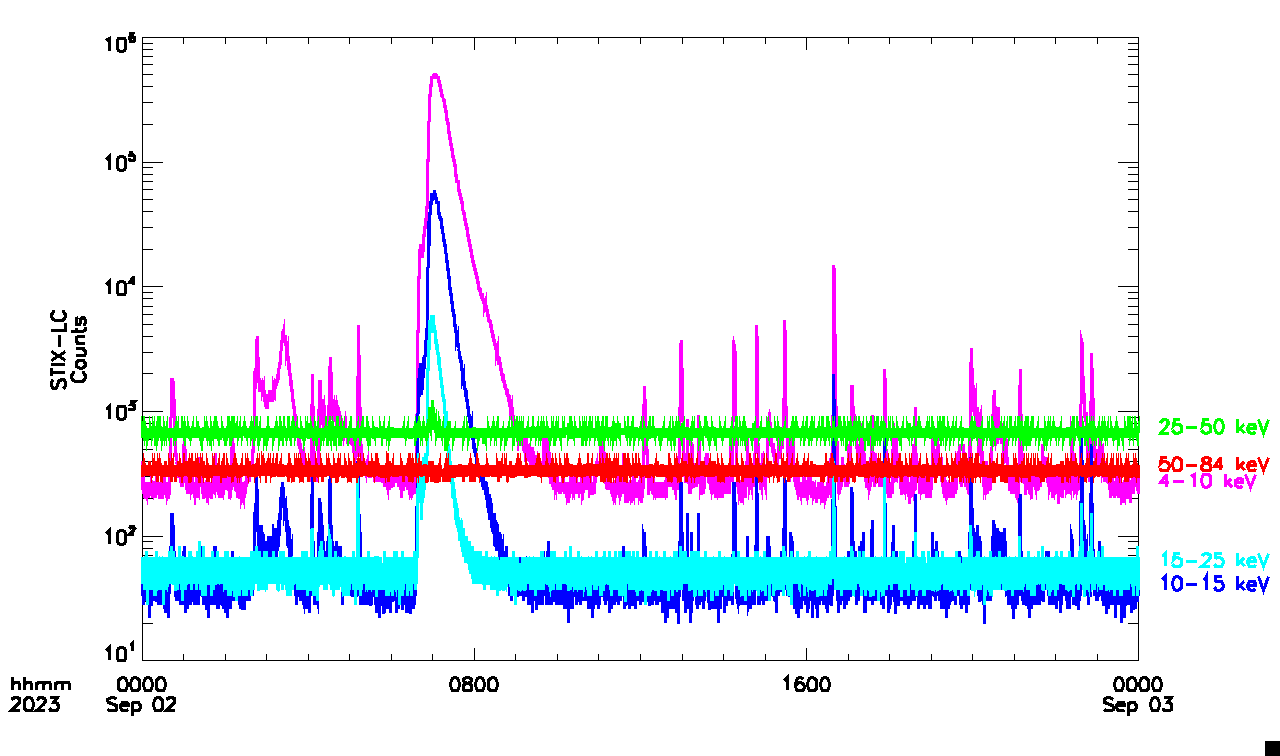 10⁶
10⁵
10⁴
10³
10²
10¹
STIX-LC
Counts
25-50 keV
50-84 keV
4-10 keV
15-25 keV
10-15 keV
hhmm 0000 0800 1600 0000
2023 Sep 02 Sep 03